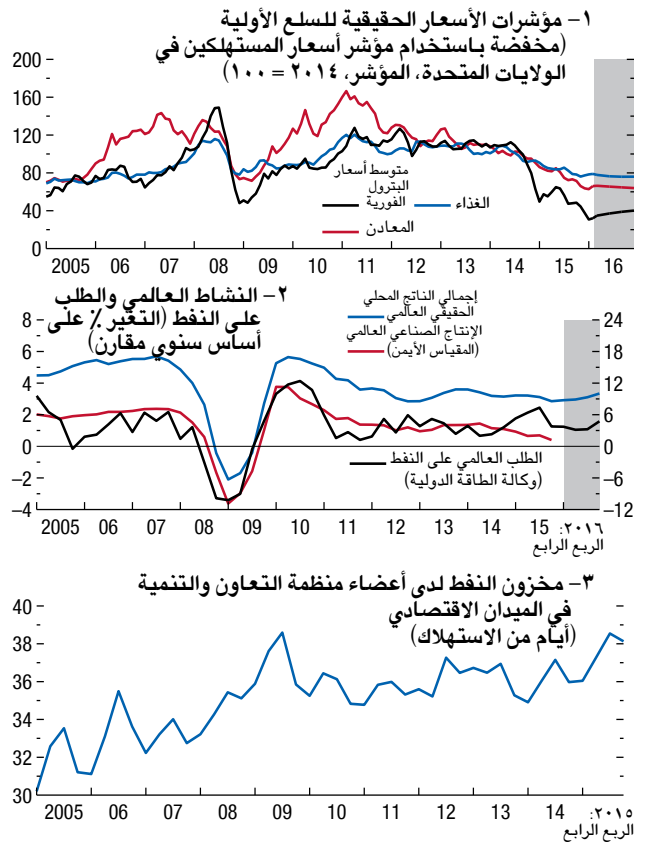 ١- مؤشرات الأسعار الحقيقية للسلع الأولية
(مخفضة باستخدام مؤشر أسعار المستهلكين في
الولايات المتحدة، المؤشر، ٢٠١٤ = ١٠٠)
200
160
120
80
40
0
متوسط أسعار
البترول
الفورية
الغذاء
المعادن
2005 06 07 08 09 10 11 12 13 14 15 16
٢- النشاط العالمي والطلب
على النفط (التغير ٪ على
أساس سنوي مقارن)
إجمالي الناتج المحلي
الحقيقي العالمي
الإنتاج الصناعي العالمي
(المقياس الأيمن)
8
6
4
2
0
–2
–4
24
18
12
6
0
–6
–12
الطلب العالمي على النفط
(وكالة الطاقة الدولية)
2005 06 07 08 09 10 11 12 13 14 15 ٢٠١٦:
الربع الرابع
٣- مخزون النفط لدى أعضاء منظمة التعاون والتنمية
في الميدان الاقتصادي
(أيام من الاستهلاك)
40
38
36
34
32
30
2005 06 07 08 09 10 11 12 13 14 ٢٠١٥:
الربع الرابع